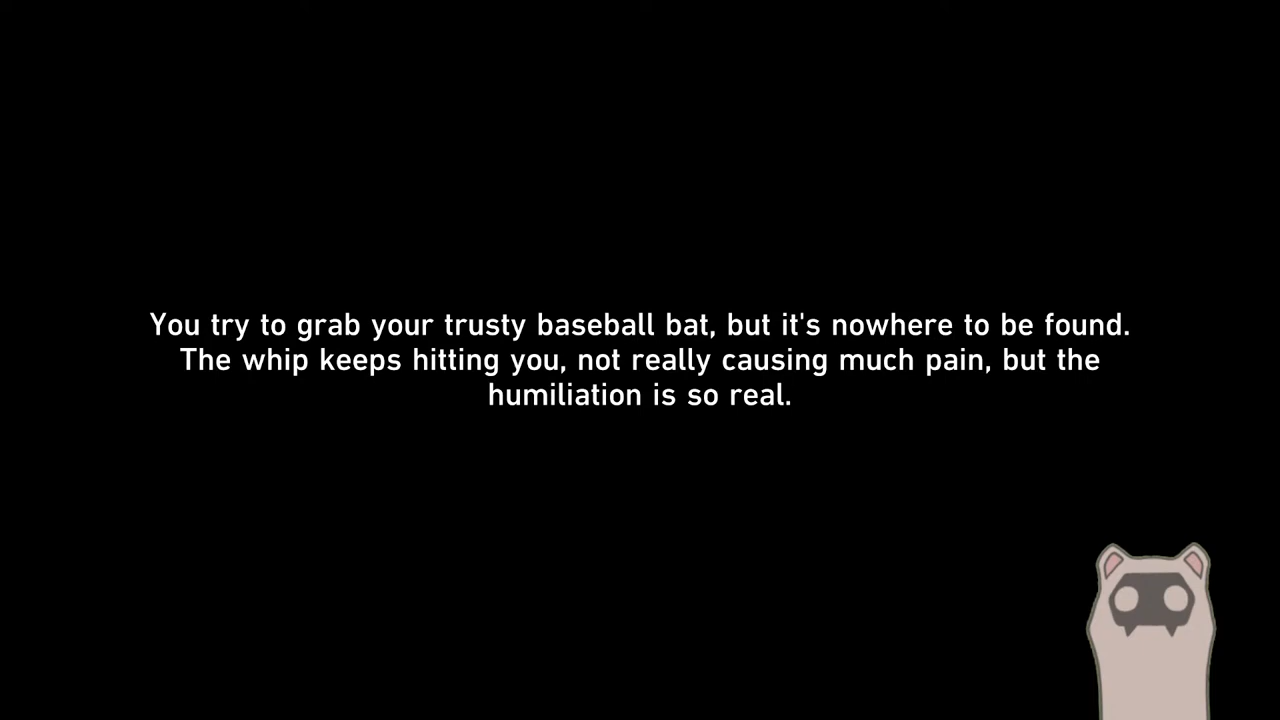 You try to grab your trusty baseball bat, but it's nowhere to be found.
The whip keeps hitting you, not really causing much pain, but the
humiliation is so real.